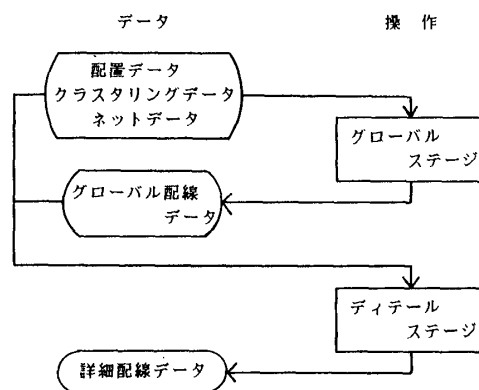 データ
操作
配置データ
クラスタリングデータ
ネットデータ
グローバル
ステージ
グローバル配線
データ
ディテール
ステージ
詳細配線データ